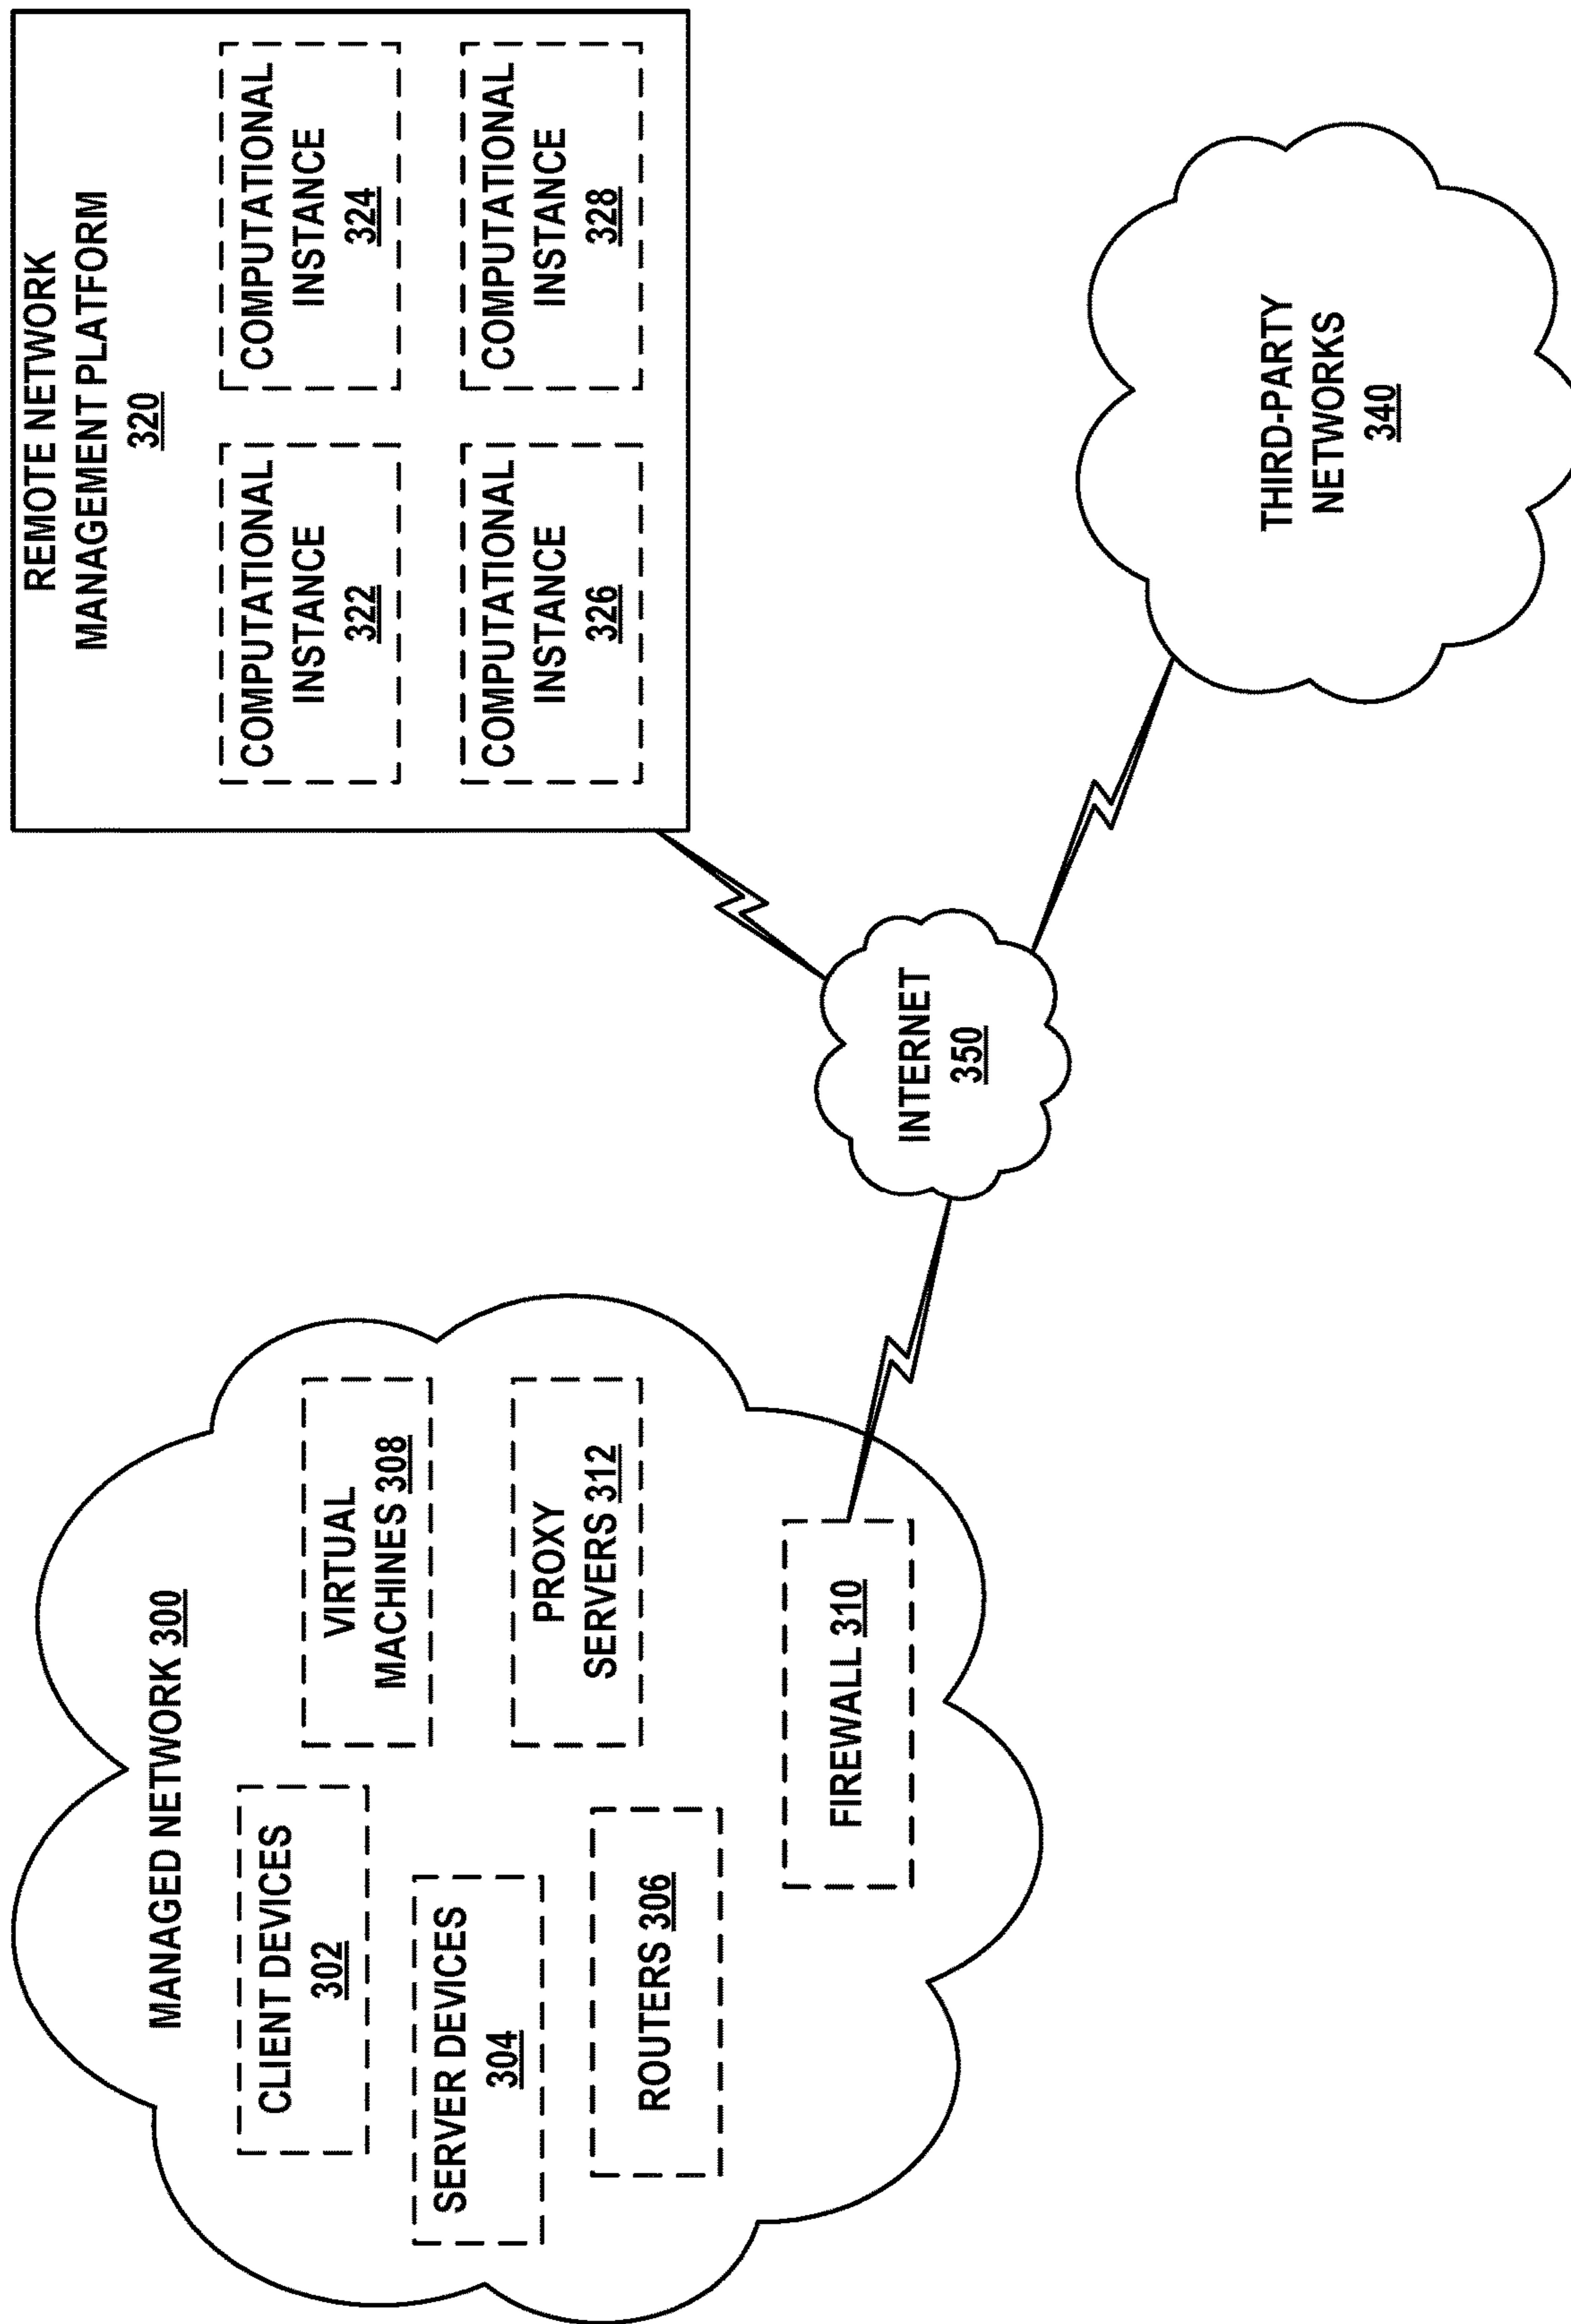 MANAGED NETWORK 300
CLIENT DEVICES
302
SERVER DEVICES
304
ROUTERS 306
VIRTUAL
MACHINES 308
PROXY
SERVERS 312
FIREWALL 310
INTERNET
350
REMOTE NETWORK
MANAGEMENT PLATFORM
320
COMPUTATIONAL
INSTANCE
322
COMPUTATIONAL
INSTANCE
324
COMPUTATIONAL
INSTANCE
326
COMPUTATIONAL
INSTANCE
328
THIRD-PARTY
NETWORKS
340